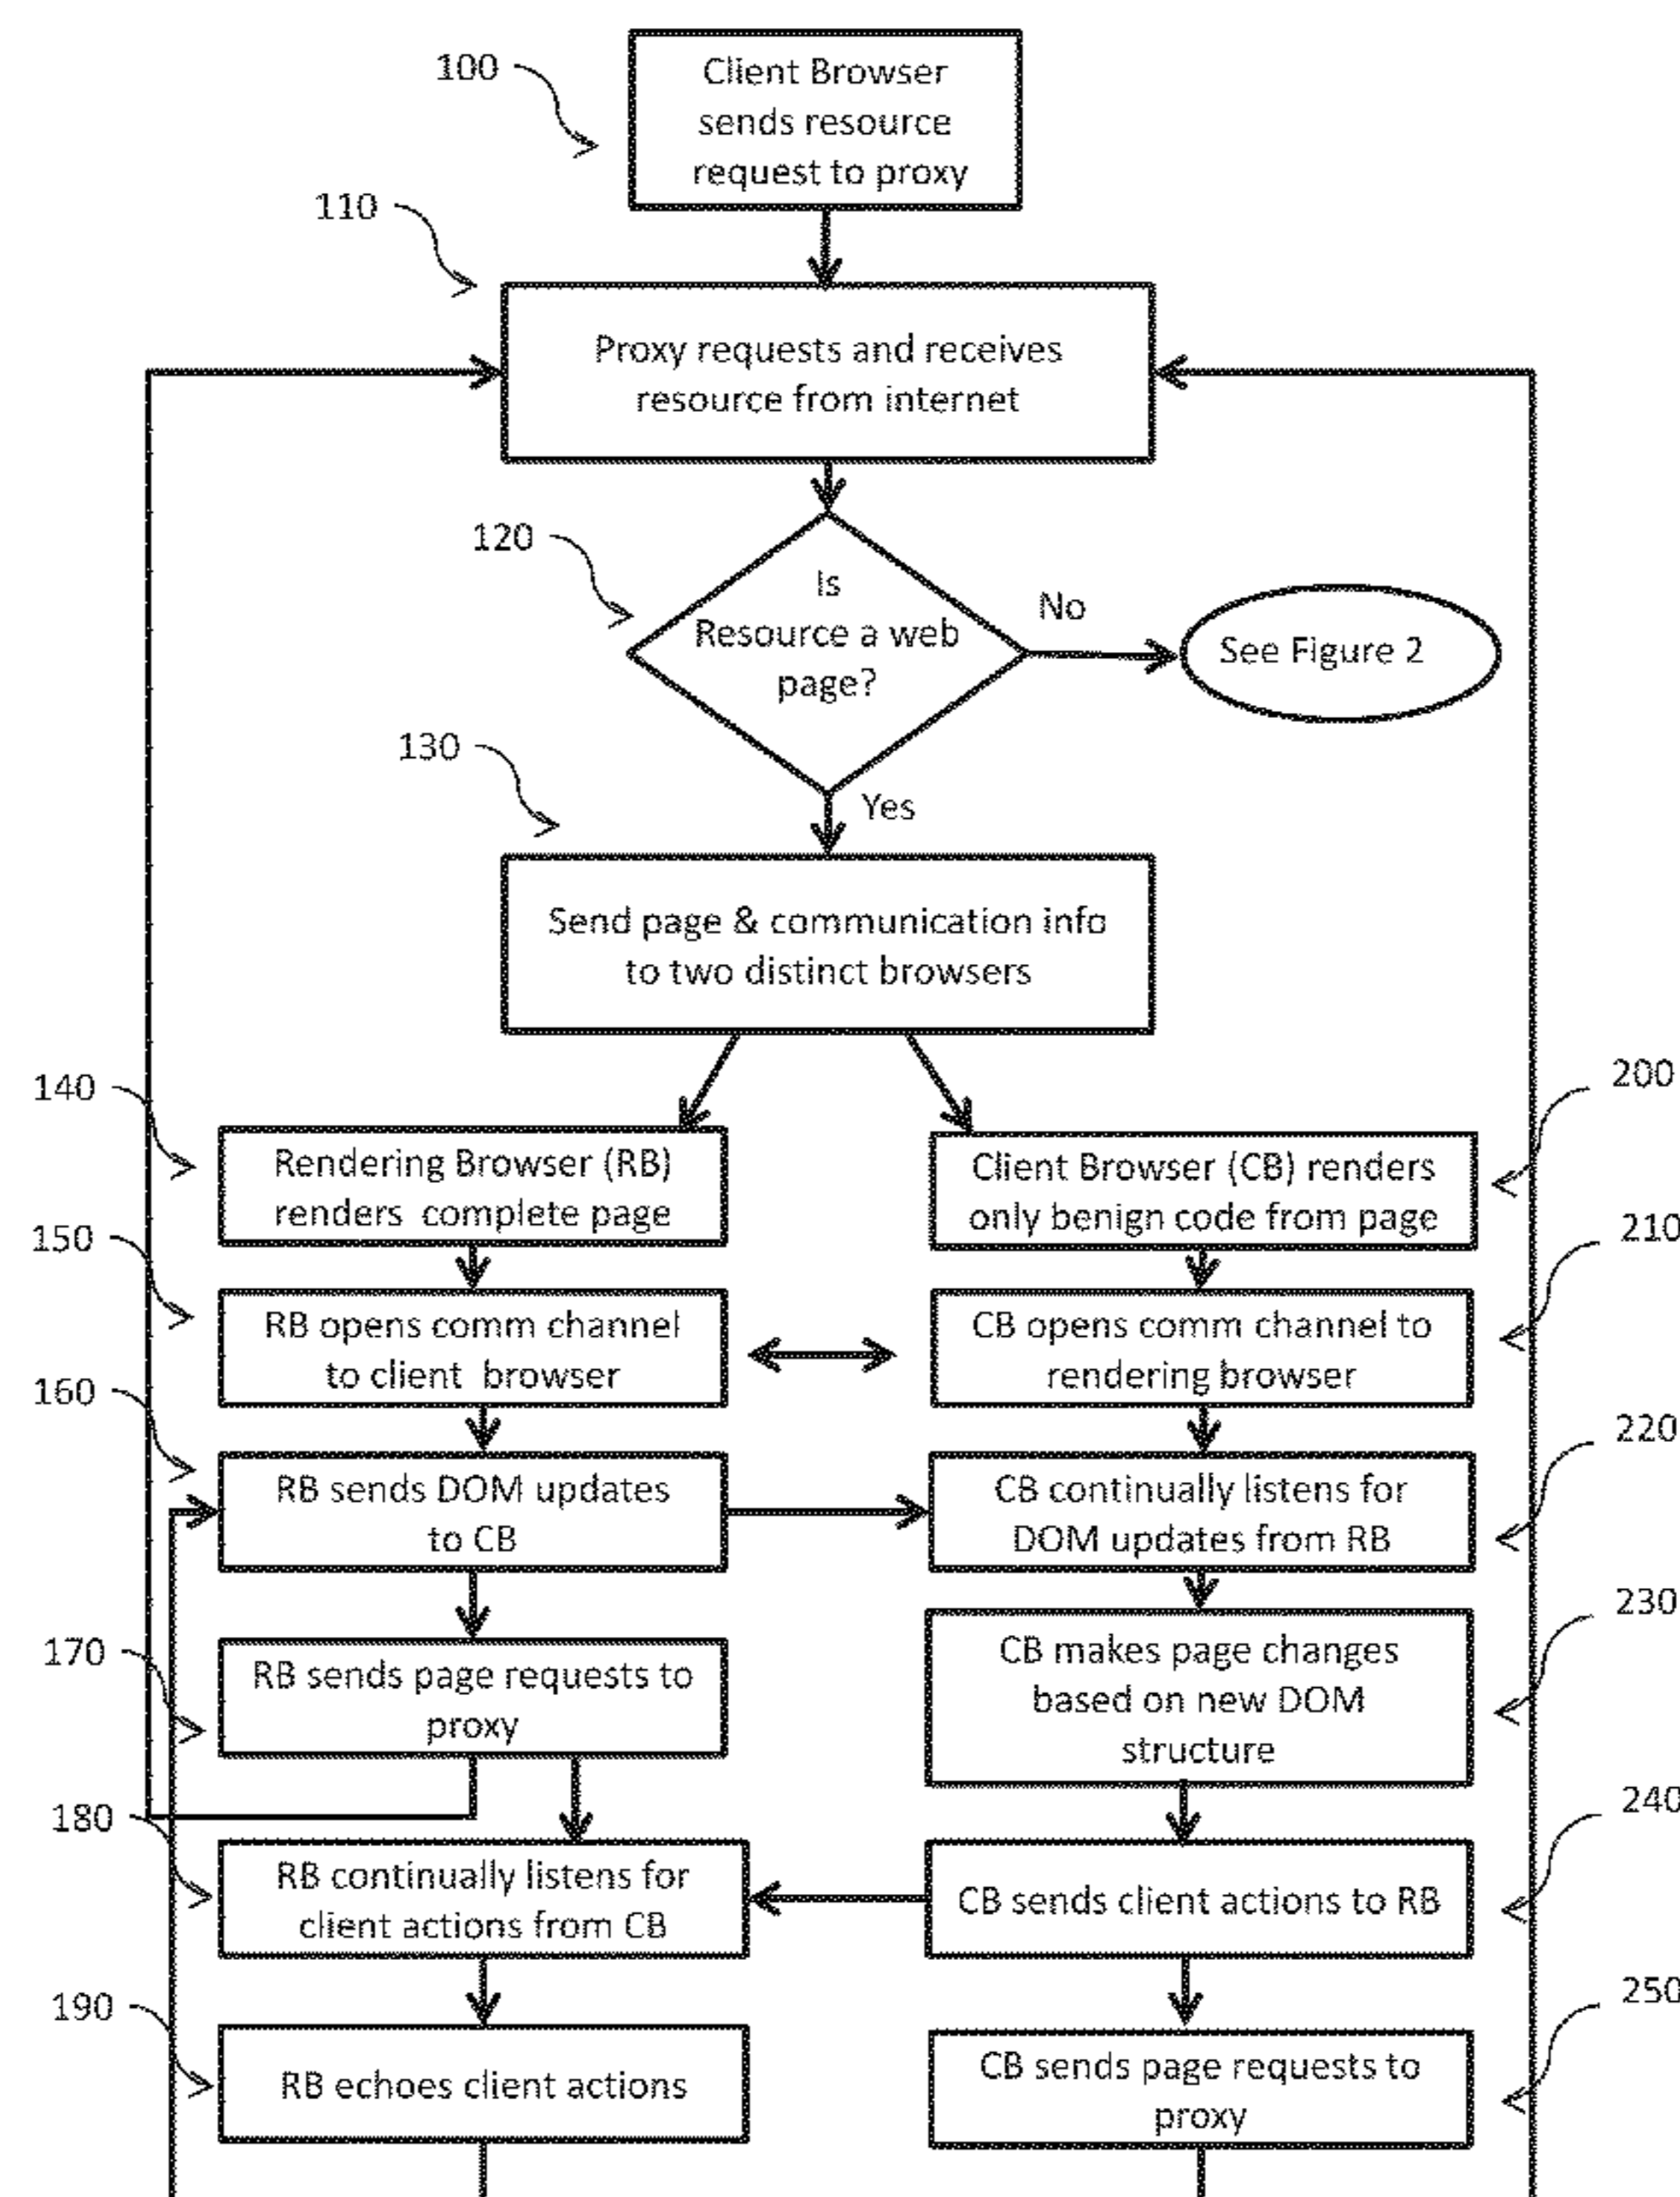 100
Client Browser
sends resource
request to proxy
110
Proxy requests and receives
resource from internet
120
Is
Resource a web
page?
No
See Figure 2
130
Yes
Send page & communication info
to two distinct browsers
140
Rendering Browser (RB)
renders complete page
200
Client Browser (CB) renders
only benign code from page
150
RB opens comm channel
to client browser
210
CB opens comm channel to
rendering browser
160
RB sends DOM updates
to CB
220
CB continually listens for
DOM updates from RB
170
RB sends page requests to
proxy
230
CB makes page changes
based on new DOM
structure
180
RB continually listens for
client actions from CB
240
CB sends client actions to RB
190
RB echoes client actions
250
CB sends page requests to
proxy